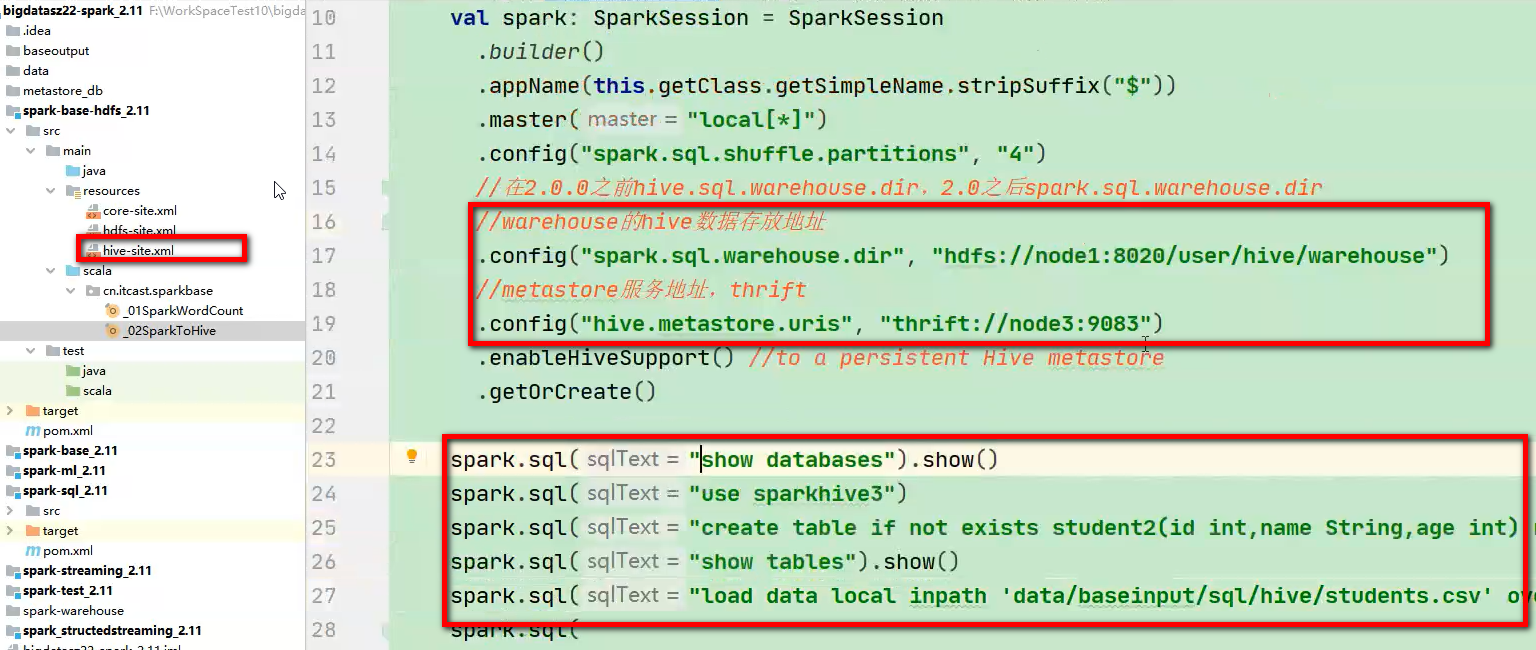 bigdatasz22-spark_2.11 F:\WorkSpaceTest10\bigda
.idea
baseoutput
data
metastore_db
spark-base-hdfs_2.11
src
main
java
resources
core-site.xml
hdfs-site.xml
hive-site.xml
scala
cn.itcast.sparkbase
_01SparkWordCount
_02SparkToHive
test
java
scala
target
pom.xml
spark-base_2.11
spark-ml_2.11
spark-sql_2.11
src
target
pom.xml
spark-streaming_2.11
spark-test_2.11
spark-warehouse
spark_structedstreaming_2.11
bigdatasz22-spark_2.11.iml
10 val spark: SparkSession = SparkSession
11 .builder()
12 .appName(this.getClass.getSimpleName.stripSuffix("$"))
13 .master( master = "local[*]")
14 .config("spark.sql.shuffle.partitions", "4")
15 //在2.0.0之前hive.sql.warehouse.dir，2.0之后spark.sql.warehouse.dir
16 //warehouse的hive数据存放地址
17 .config("spark.sql.warehouse.dir", "hdfs://node1:8020/user/hive/warehouse")
18 //metastore服务地址，thrift
19 .config("hive.metastore.uris", "thrift://node3:9083")
20 .enableHiveSupport() //to a persistent Hive metastore
21 .getOrCreate()
22
23 spark.sql( sqlText = "show databases").show()
24 spark.sql( sqlText = "use sparkhive3")
25 spark.sql( sqlText = "create table if not exists student2(id int,name String,age int)
26 spark.sql( sqlText = "show tables").show()
27 spark.sql( sqlText = "load data local inpath 'data/baseinput/sql/hive/students.csv' ov
28 spark.sql(